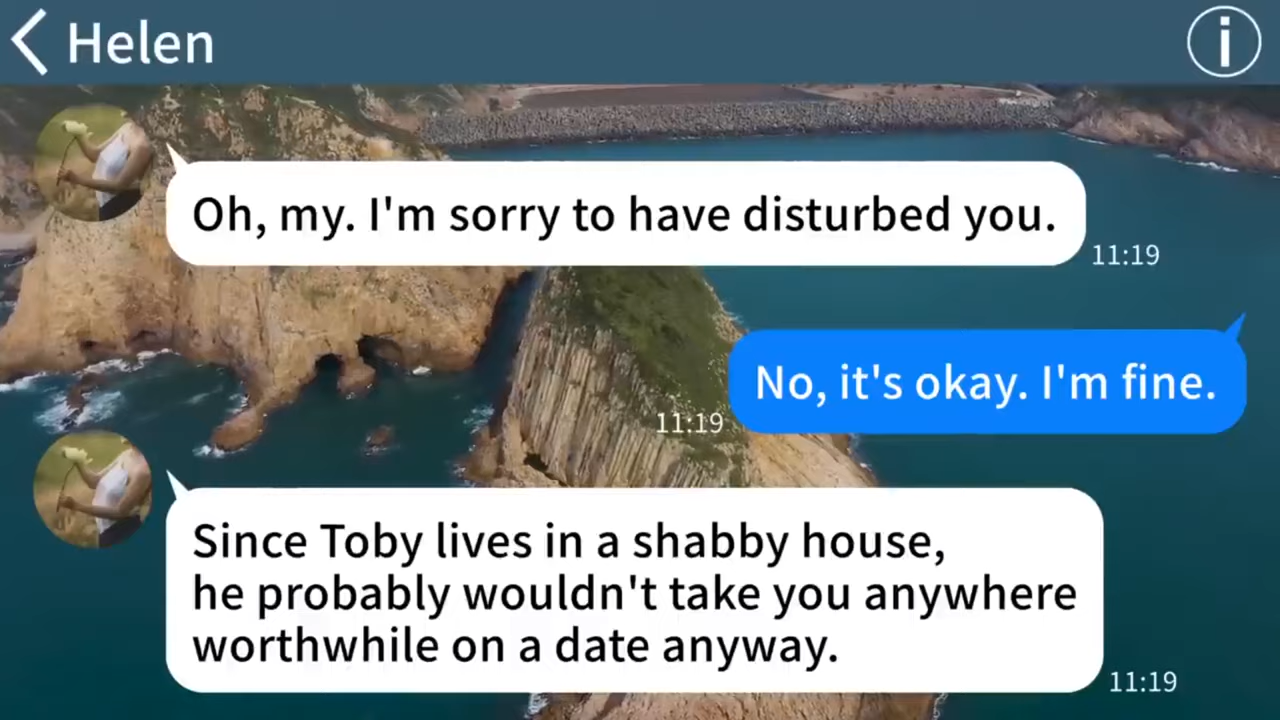 Helen
Oh, my. I'm sorry to have disturbed you.
11:19
No, it's okay. I'm fine.
11:19
Since Toby lives in a shabby house,
he probably wouldn't take you anywhere
worthwhile on a date anyway.
11:19